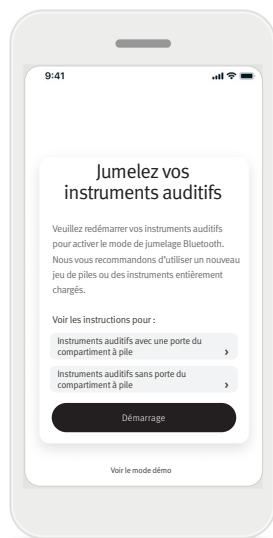 9:41
Jumelez vos
instruments auditifs
Veuillez redémarrer vos instruments auditifs
pour activer le mode de jumelage Bluetooth.
Nous vous recommandons d'utiliser un nouveau
jeu de piles ou des instruments entièrement
chargés.
Voir les instructions pour :
Instruments auditifs avec une porte du
compartiment à pile ›
Instruments auditifs sans porte du
compartiment à pile ›
Démarrage
Voir le mode démo